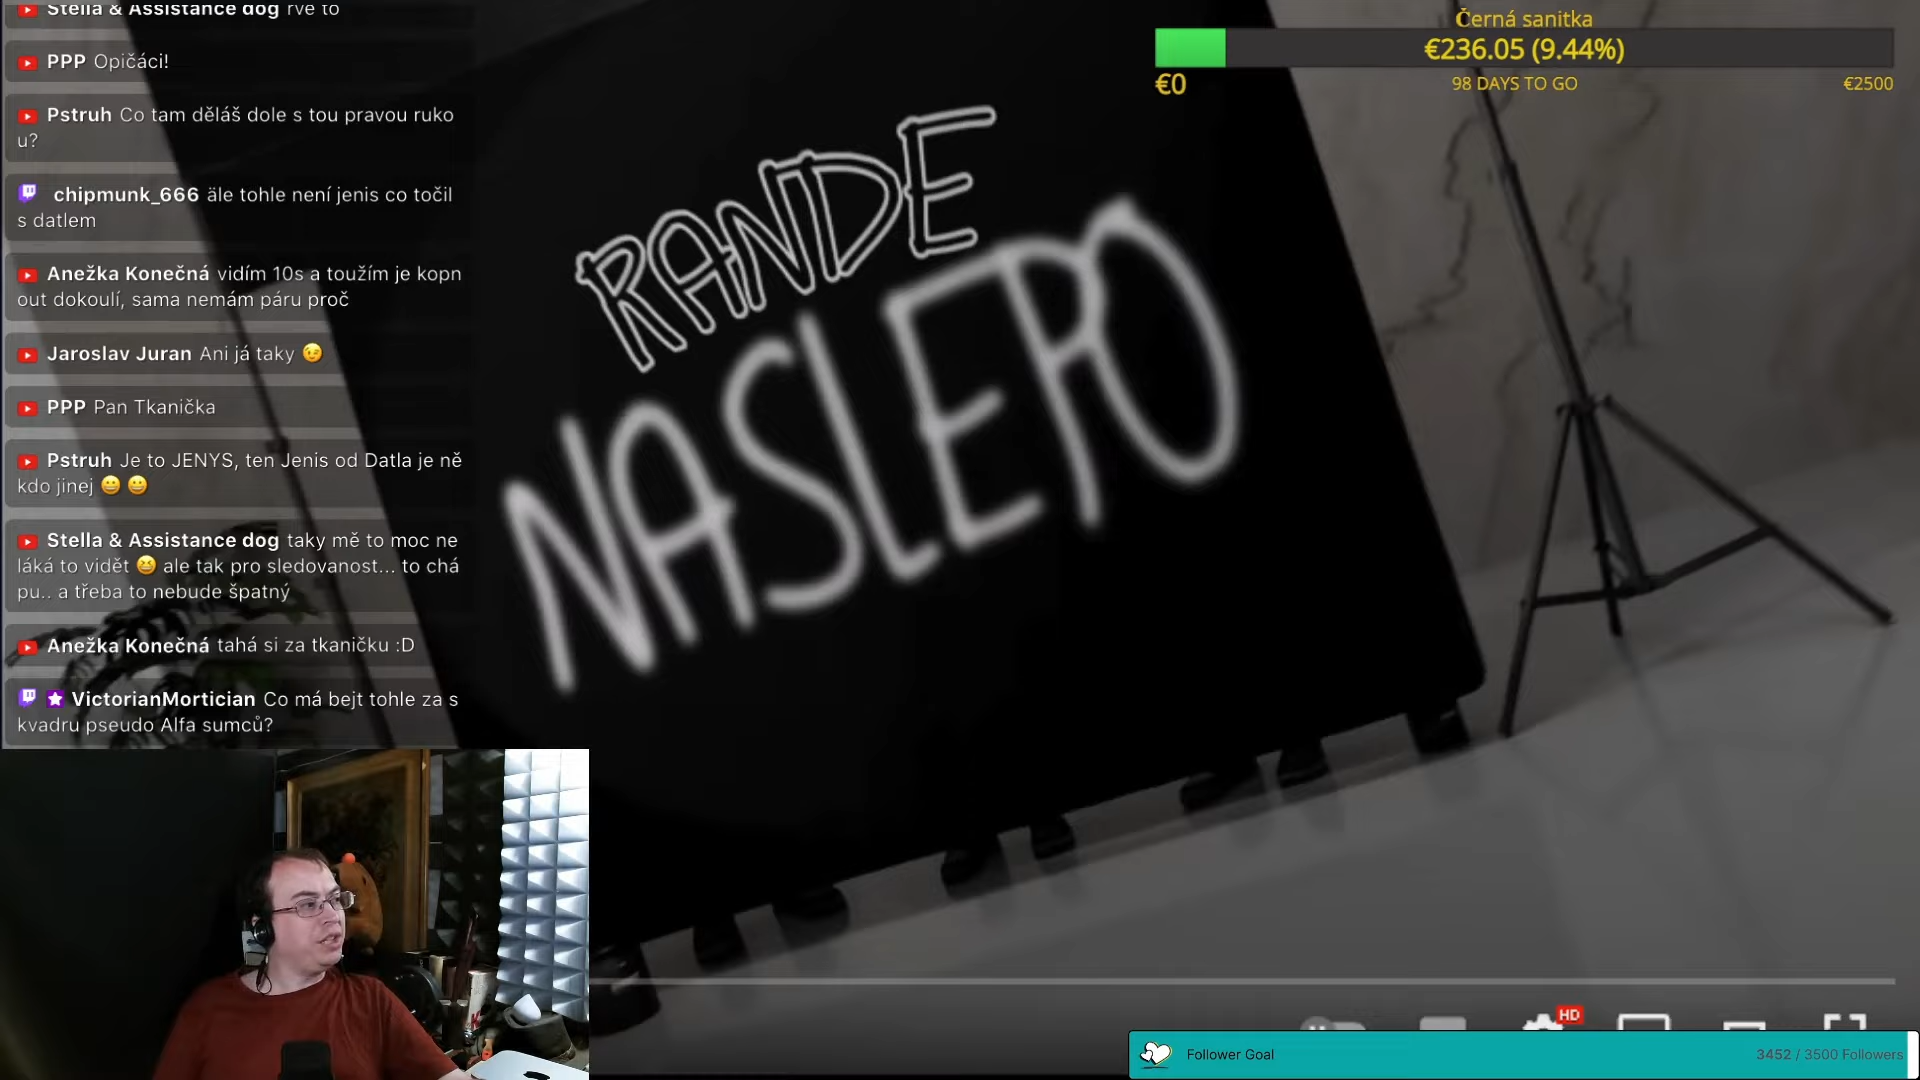 Stella & Assistance dog rve to
PPP Opičáci!
Pstruh Co tam děláš dole s tou pravou ruko
u?
chipmunk_666 äle tohle není jenis co točil
s datlem
Anežka Konečná vidím 10s a toužím je kopn
out dokoulí, sama nemám páru proč
Jaroslav Juran Ani já taky 😉
PPP Pan Tkanička
Pstruh Je to JENYS, ten Jenis od Datla je ně
kdo jinej 😀 😀
Stella & Assistance dog taky mě to moc ne
láká to vidět 😆 ale tak pro sledovanost... to chá
pu.. a třeba to nebude špatný
Anežka Konečná tahá si za tkaničku :D
VictorianMortician Co má bejt tohle za s
kvadru pseudo Alfa sumců?
Černá sanitka
€236.05 (9.44%)
€0
98 DAYS TO GO
€2500
RANDE
NASLEPO
HD
Follower Goal
3452 / 3500 Followers